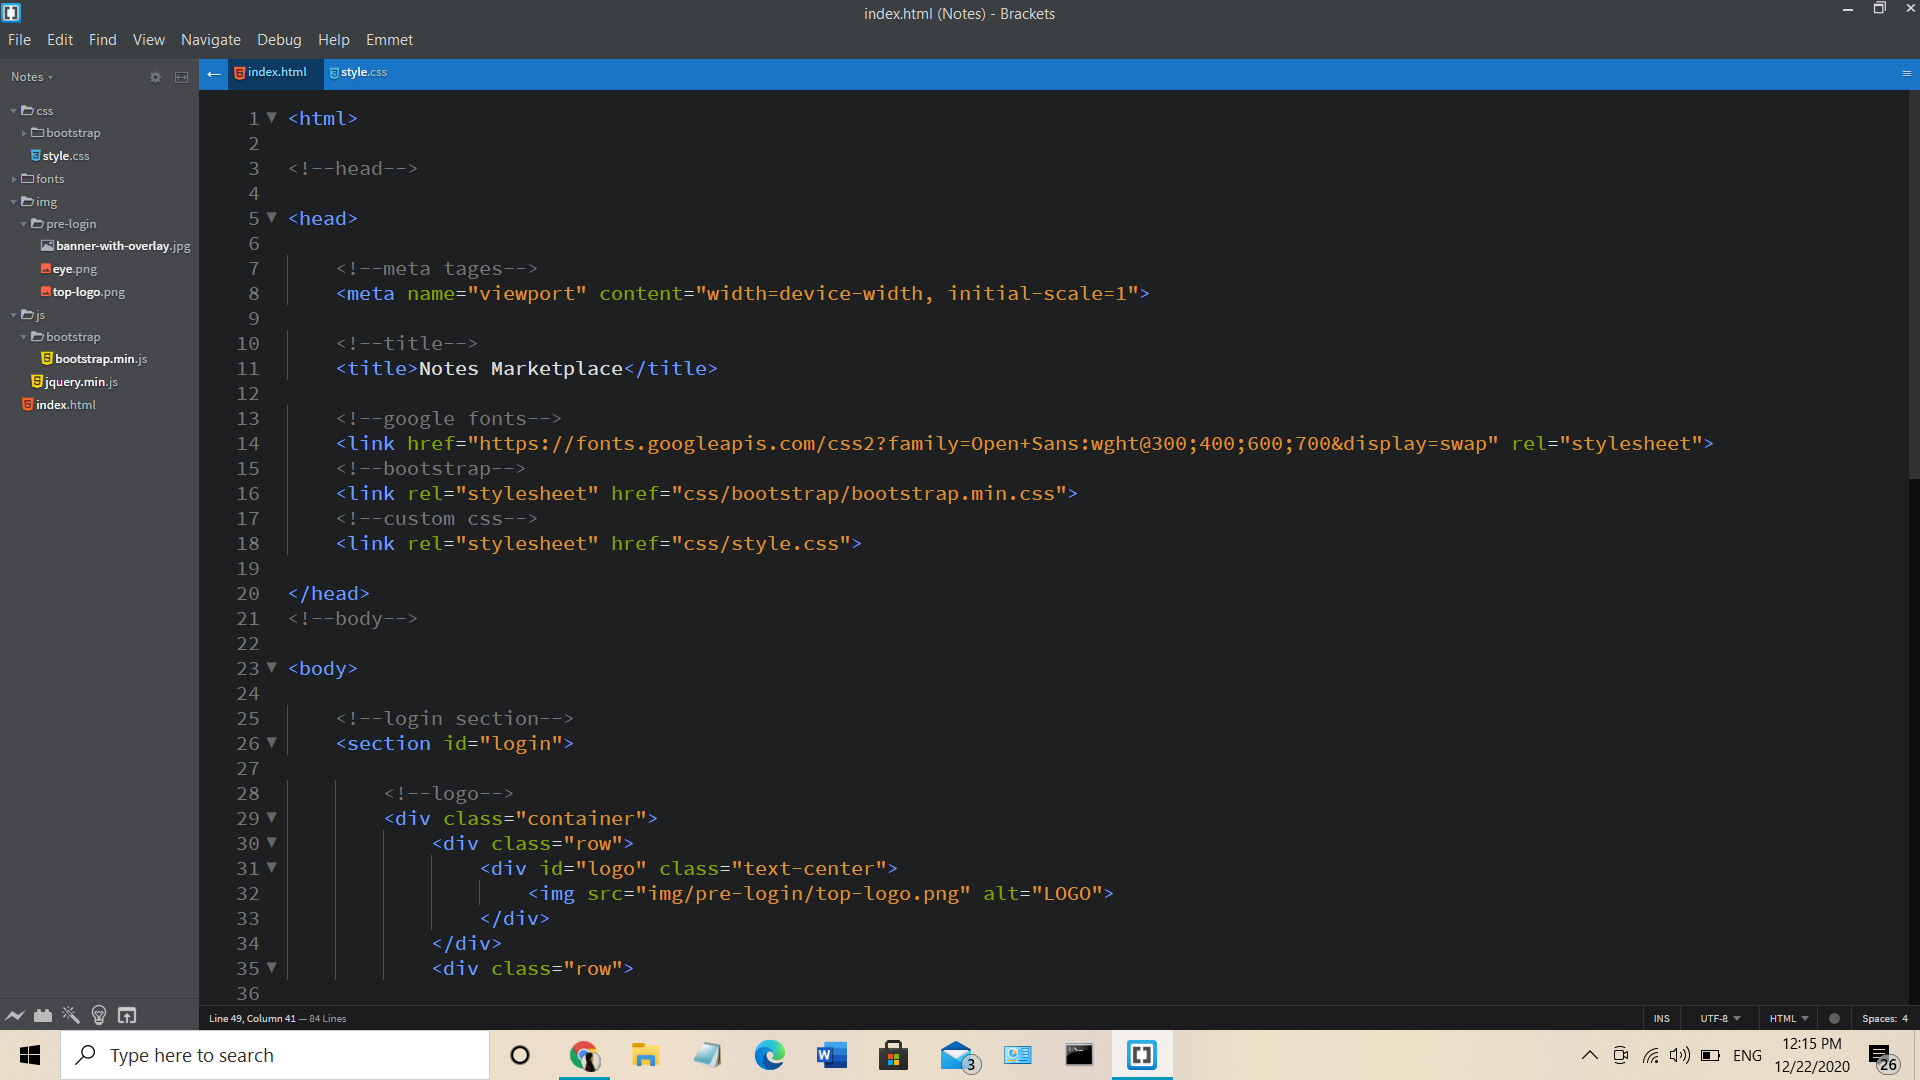 index.html (Notes) - Brackets
File Edit Find View Navigate Debug Help Emmet
Notes
css
bootstrap
style.css
fonts
img
pre-login
banner-with-overlay.jpg
eye.png
top-logo.png
js
bootstrap
bootstrap.min.js
jquery.min.js
index.html
index.html style.css
1 <html>
2
3 <!--head-->
4
5 <head>
6
7 <!--meta tages-->
8 <meta name="viewport" content="width=device-width, initial-scale=1">
9
10 <!--title-->
11 <title>Notes Marketplace</title>
12
13 <!--google fonts-->
14 <link href="https://fonts.googleapis.com/css2?family=Open+Sans:wght@300;400;600;700&display=swap" rel="stylesheet">
15 <!--bootstrap-->
16 <link rel="stylesheet" href="css/bootstrap/bootstrap.min.css">
17 <!--custom css-->
18 <link rel="stylesheet" href="css/style.css">
19
20 </head>
21 <!--body-->
22
23 <body>
24
25 <!--login section-->
26 <section id="login">
27
28 <!--logo-->
29 <div class="container">
30 <div class="row">
31 <div id="logo" class="text-center">
32 <img src="img/pre-login/top-logo.png" alt="LOGO">
33 </div>
34 </div>
35 <div class="row">
36
Line 49, Column 41 — 84 Lines
INS UTF-8 HTML Spaces: 4
Type here to search
3
ENG
12:15 PM
12/22/2020
26